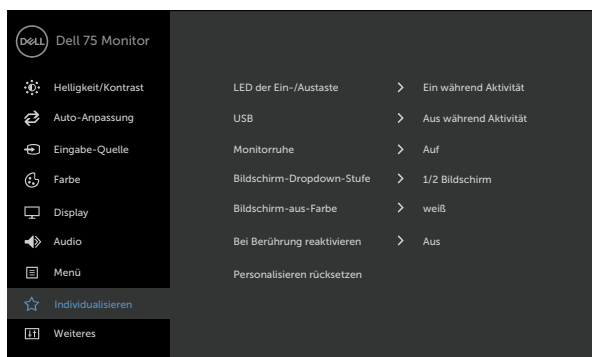 DELL Dell 75 Monitor
Helligkeit/Kontrast
Auto-Anpassung
Eingabe-Quelle
Farbe
Display
Audio
Menü
Individualisieren
Weiteres
LED der Ein-/Austaste Ein während Aktivität
USB Aus während Aktivität
Monitorruhe Auf
Bildschirm-Dropdown-Stufe 1/2 Bildschirm
Bildschirm-aus-Farbe weiß
Bei Berührung reaktivieren Aus
Personalisieren rücksetzen